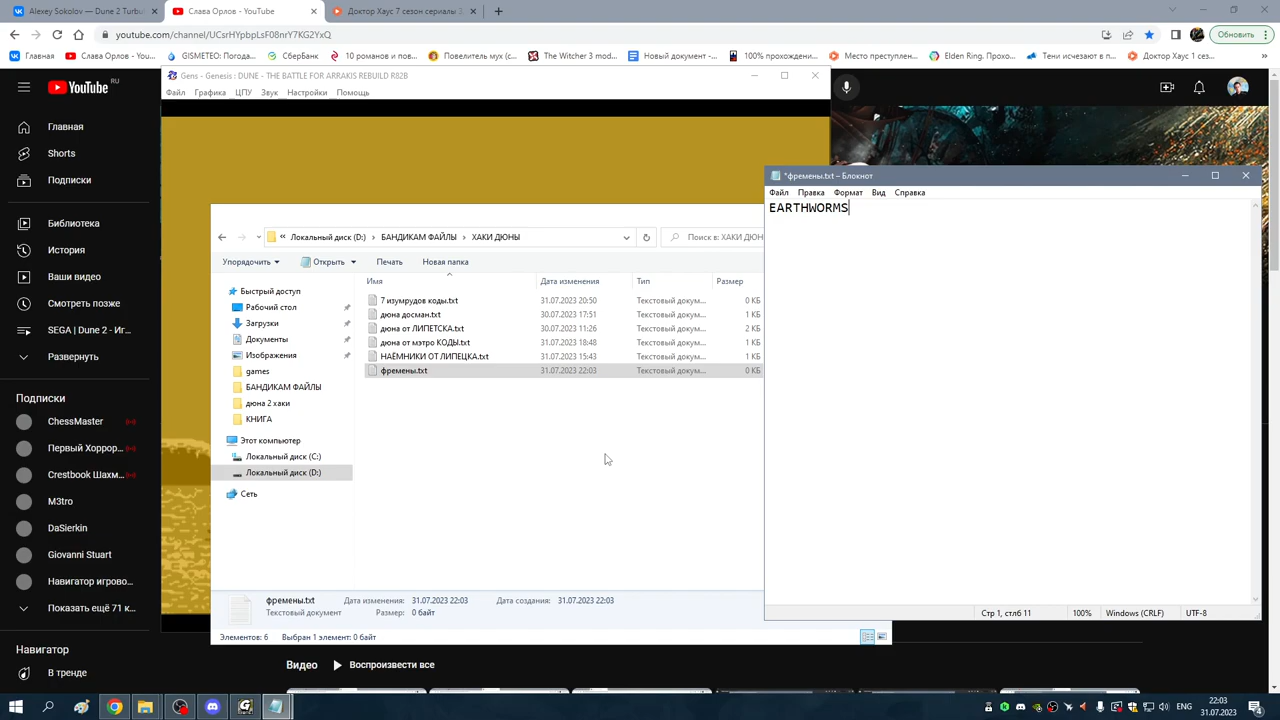 Alexey Sokolov — Dune 2 Turbul
Слава Орлов - YouTube
Доктор Хаус 7 сезон сериалы З
youtube.com/channel/UCsrHYpbpLsF08nrY7KG2YxQ
Обновить
Главная
Слава Орлов - YouT...
GISMETEO: Погода...
СберБанк
10 романов и пов...
Повелитель мух (с...
The Witcher 3 mod...
Новый документ -...
100% прохождени...
Место преступлен...
Elden Ring. Прохо...
Тени исчезают в п...
Доктор Хаус 1 сез...
YouTube
RU
Главная
Shorts
Подписки
Библиотека
История
Ваши видео
Смотреть позже
SEGA | Dune 2 - Иг...
Развернуть
Подписки
ChessMaster
Первый Хоррор...
Crestbook Шахм...
M3tro
DaSierkin
Giovanni Stuart
Навигатор игрово...
Показать ещё 71 к...
Навигатор
В тренде
Gens - Genesis : DUNE - THE BATTLE FOR ARRAKIS REBUILD R82B
Файл Графика ЦПУ Звук Настройки Помощь
« Локальный диск (D:) > БАНДИКАМ ФАЙЛЫ > ХАКИ ДЮНЫ
Поиск в: ХАКИ ДЮН
Упорядочить
Открыть
Печать
Новая папка
Быстрый доступ
Рабочий стол
Загрузки
Документы
Изображения
games
БАНДИКАМ ФАЙЛЫ
дюна 2 хаки
КНИГА
Этот компьютер
Локальный диск (C:)
Локальный диск (D:)
Сеть
Имя Дата изменения Тип Размер
7 изумрудов коды.txt 31.07.2023 20:50 Текстовый докум... 0 КБ
дюна досман.txt 30.07.2023 17:51 Текстовый докум... 1 КБ
дюна от ЛИПЕТСКА.txt 30.07.2023 11:26 Текстовый докум... 2 КБ
дюна от мэтро КОДЫ.txt 31.07.2023 18:48 Текстовый докум... 1 КБ
НАЁМНИКИ ОТ ЛИПЕЦКА.txt 31.07.2023 15:43 Текстовый докум... 1 КБ
фремены.txt 31.07.2023 22:03 Текстовый докум... 0 КБ
фремены.txt Дата изменения: 31.07.2023 22:03 Дата создания: 31.07.2023 22:03
Текстовый документ Размер: 0 байт
Элементов: 6 Выбран 1 элемент: 0 байт
*фремены.txt – Блокнот
Файл Правка Формат Вид Справка
EARTHWORMS
Стр 1, стлб 11 100% Windows (CRLF) UTF-8
Видео
Воспроизвести все
ENG
22:03
31.07.2023
4